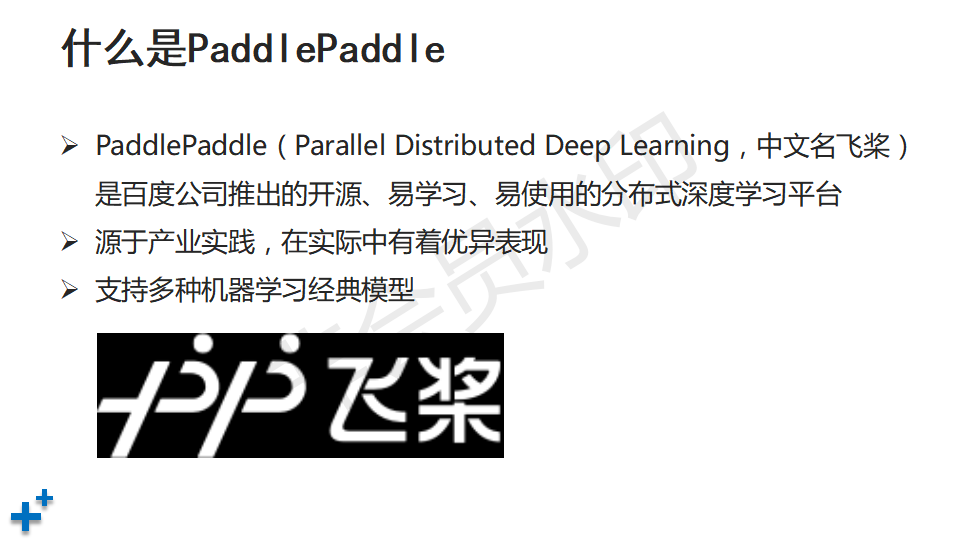 什么是PaddlePaddle
PaddlePaddle（Parallel Distributed Deep Learning，中文名飞桨）
是百度公司推出的开源、易学习、易使用的分布式深度学习平台
源于产业实践，在实际中有着优异表现
支持多种机器学习经典模型
飞桨
会员水印